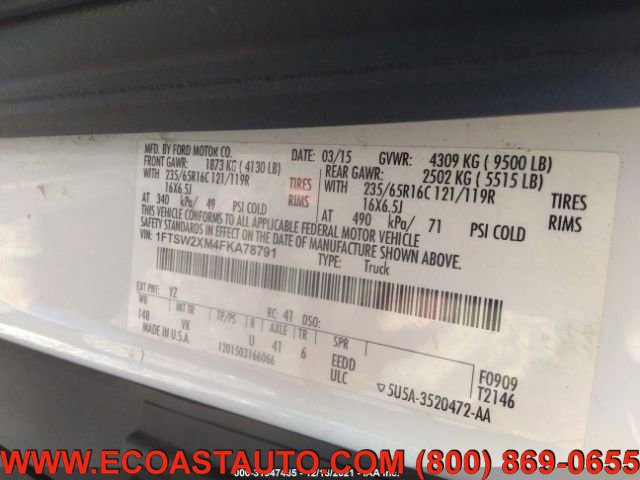 MFD. BY FORD MOTOR CO.
DATE: 03/15 GVWR: 4309 KG ( 9500 LB)
FRONT GAWR: 1873 KG ( 4130 LB) REAR GAWR: 2502 KG ( 5515 LB)
WITH 235/65R16C 121/119R TIRES WITH 235/65R16C 121/119R TIRES
16X6.5J RIMS 16X6.5J RIMS
AT 340 kPa/ 49 PSI COLD AT 490 kPa/ 71 PSI COLD
THIS VEHICLE CONFORMS TO ALL APPLICABLE FEDERAL MOTOR VEHICLE
SAFETY STANDARDS IN EFFECT ON THE DATE OF MANUFACTURE SHOWN ABOVE.
VIN: 1FTSW2XM4FKA78791
TYPE: Truck
EXT PNT: YZ RC: 41 DSO:
WB INT TR TP/PS R AXLE TR SPR
148 VK U 41 6 EEDD
MADE IN U.S.A. 1201503166066 ULC
F0909
T2146
5U5A-3520472-AA
WWW.ECOASTAUTO.COM (800) 869-0655